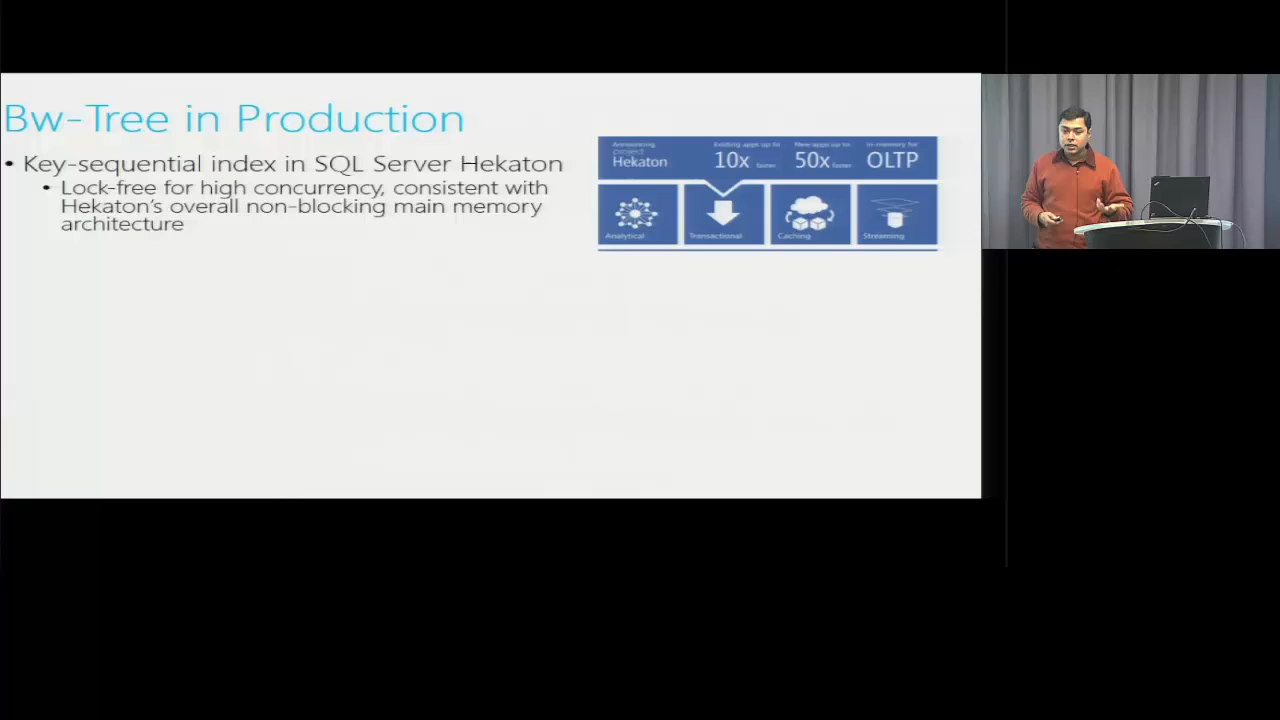 Bw-Tree in Production
• Key-sequential index in SQL Server Hekaton
• Lock-free for high concurrency, consistent with
Hekaton's overall non-blocking main memory
architecture
Announcing
project
Hekaton
Existing apps up to
10x faster
New apps up to
50x faster
In-memory for
OLTP
Analytical
Transactional
Caching
Streaming